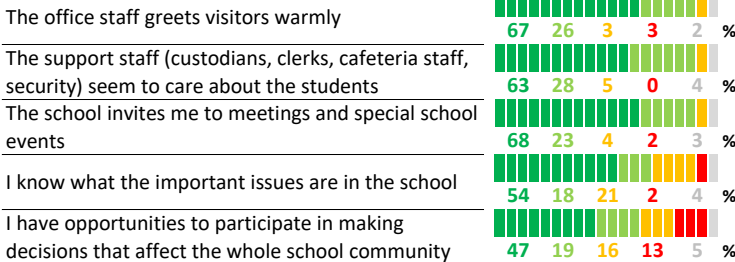 The office staff greets visitors warmly
67 26 3 3 2 %
The support staff (custodians, clerks, cafeteria staff,
security) seem to care about the students
63 28 5 0 4 %
The school invites me to meetings and special school
events
68 23 4 2 3 %
I know what the important issues are in the school
54 18 21 2 4 %
I have opportunities to participate in making
decisions that affect the whole school community
47 19 16 13 5 %